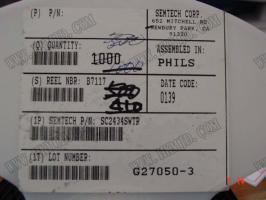 (P) P/N:
SEMTECH CORP.
652 MITCHELL RD
NEWBURY PARK, CA
91320
(Q) QUANTITY:
1000
ASSEMBLED IN:
PHILS
(S) REEL NBR: B7117
DATE CODE:
0139
(1P) SEMTECH P/N: SC2434SWTR
(1T) LOT NUMBER:
G27050-3